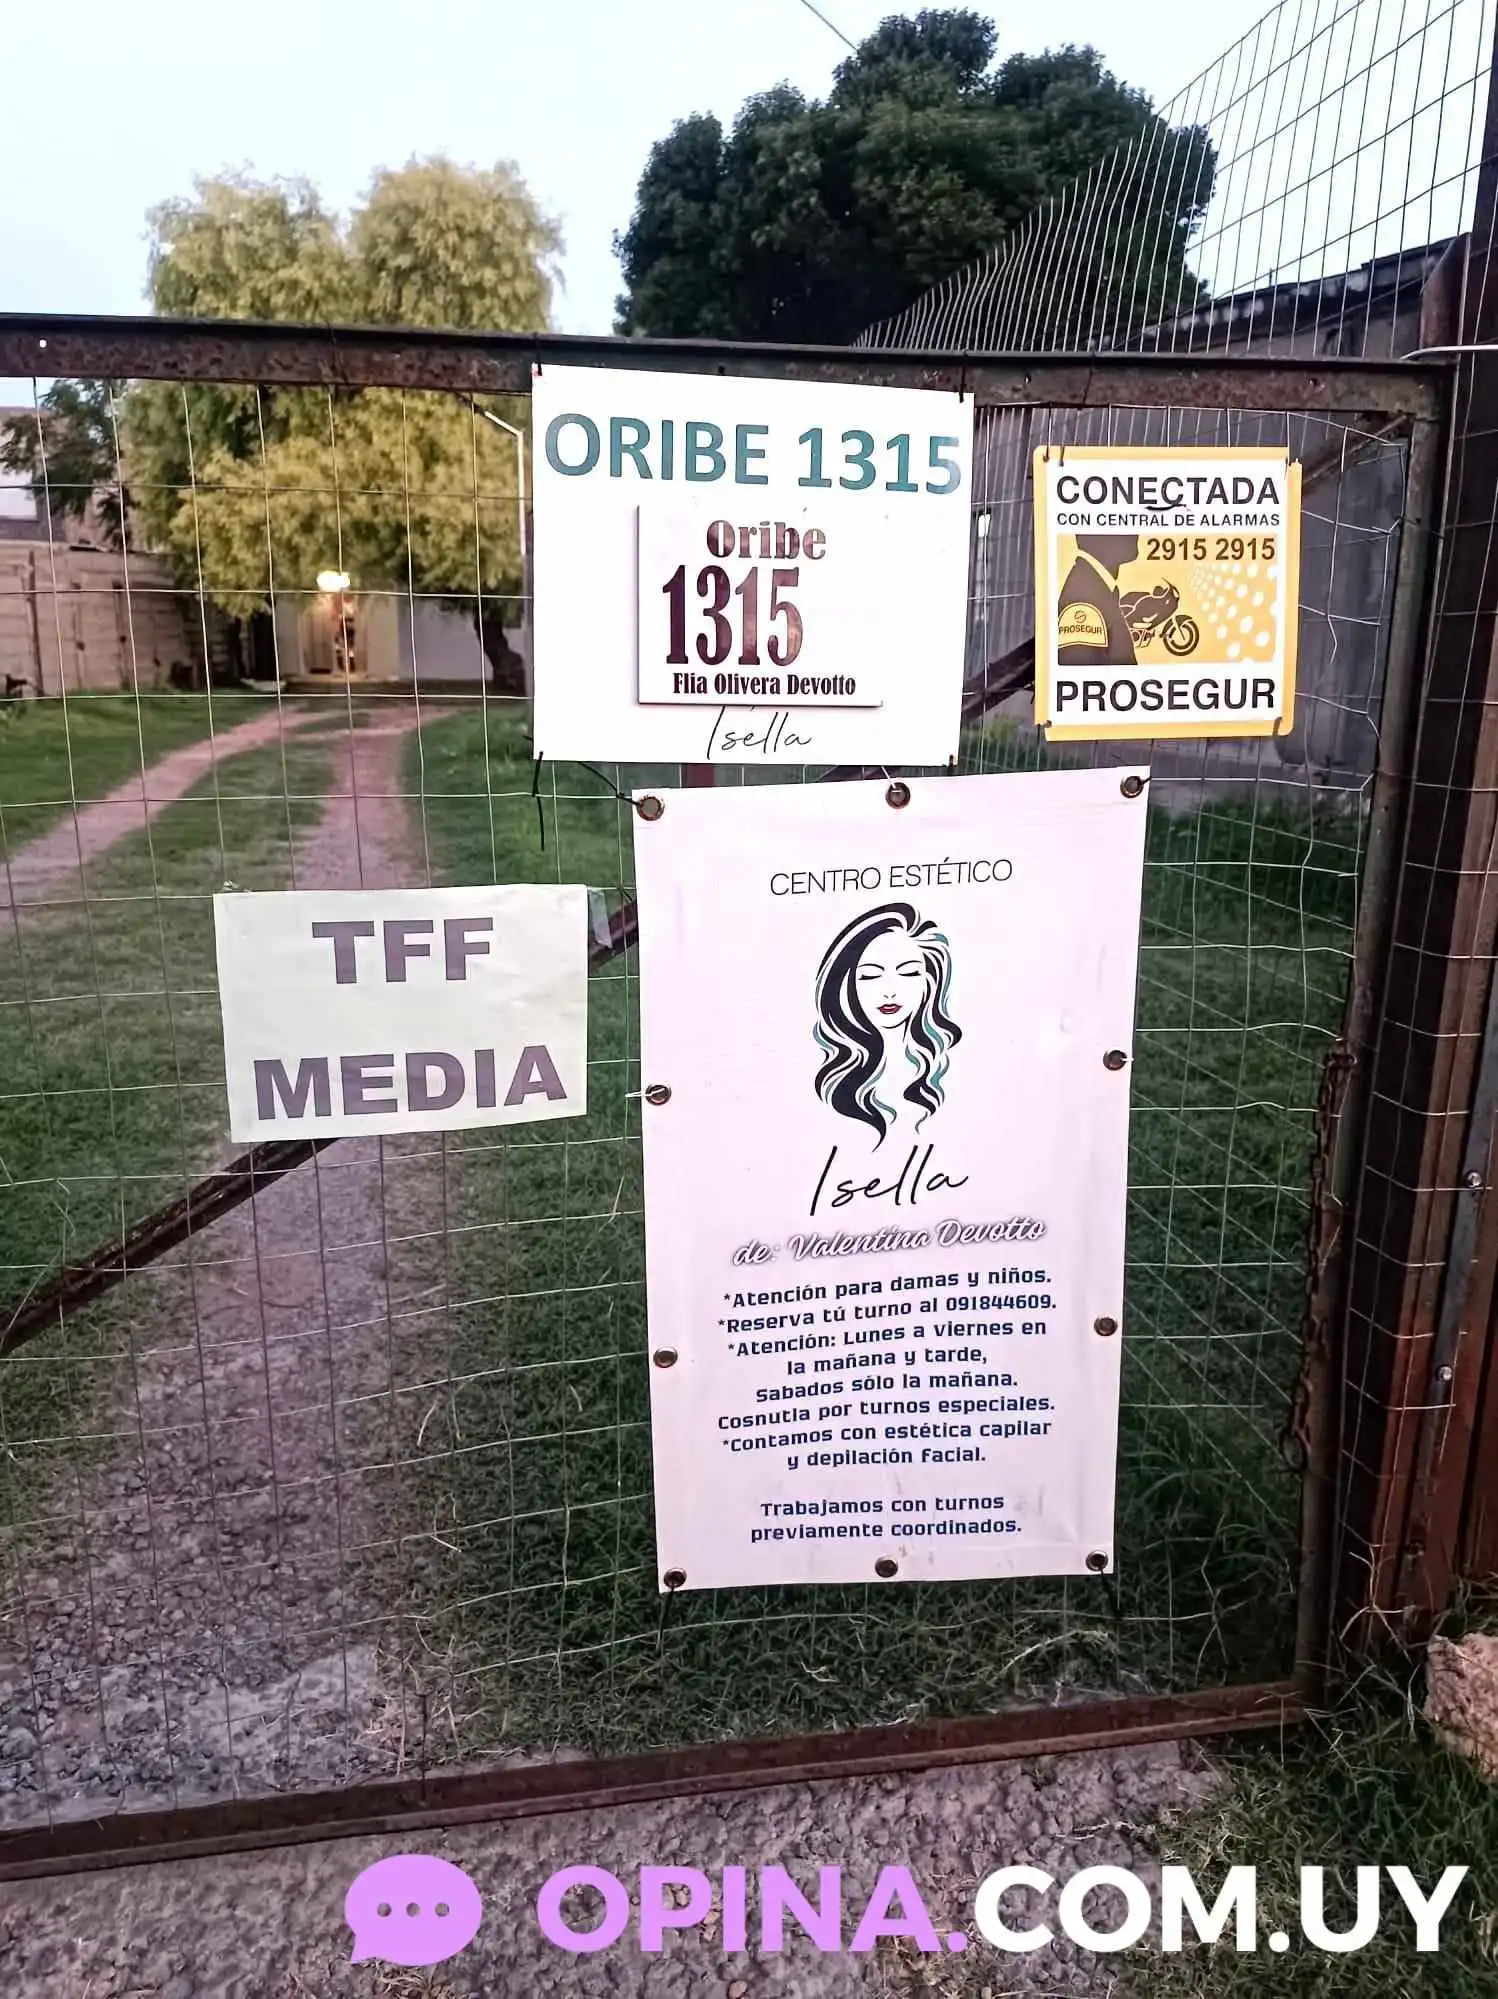 ORIBE 1315
Oribe
1315
Flia Olivera Devotto
Isella
CONECTADA
CON CENTRAL DE ALARMAS
2915 2915
PROSEGUR
PROSEGUR
TFF
MEDIA
CENTRO ESTÉTICO
Isella
de: Valentina Devotto
*Atención para damas y niños.
*Reserva tú turno al 091844609.
*Atención: Lunes a viernes en
la mañana y tarde,
Sabados sólo la mañana.
Cosnutla por turnos especiales.
*Contamos con estética capilar
y depilación Facial.
Trabajamos con turnos
previamente coordinados.
OPINA.COM.UY